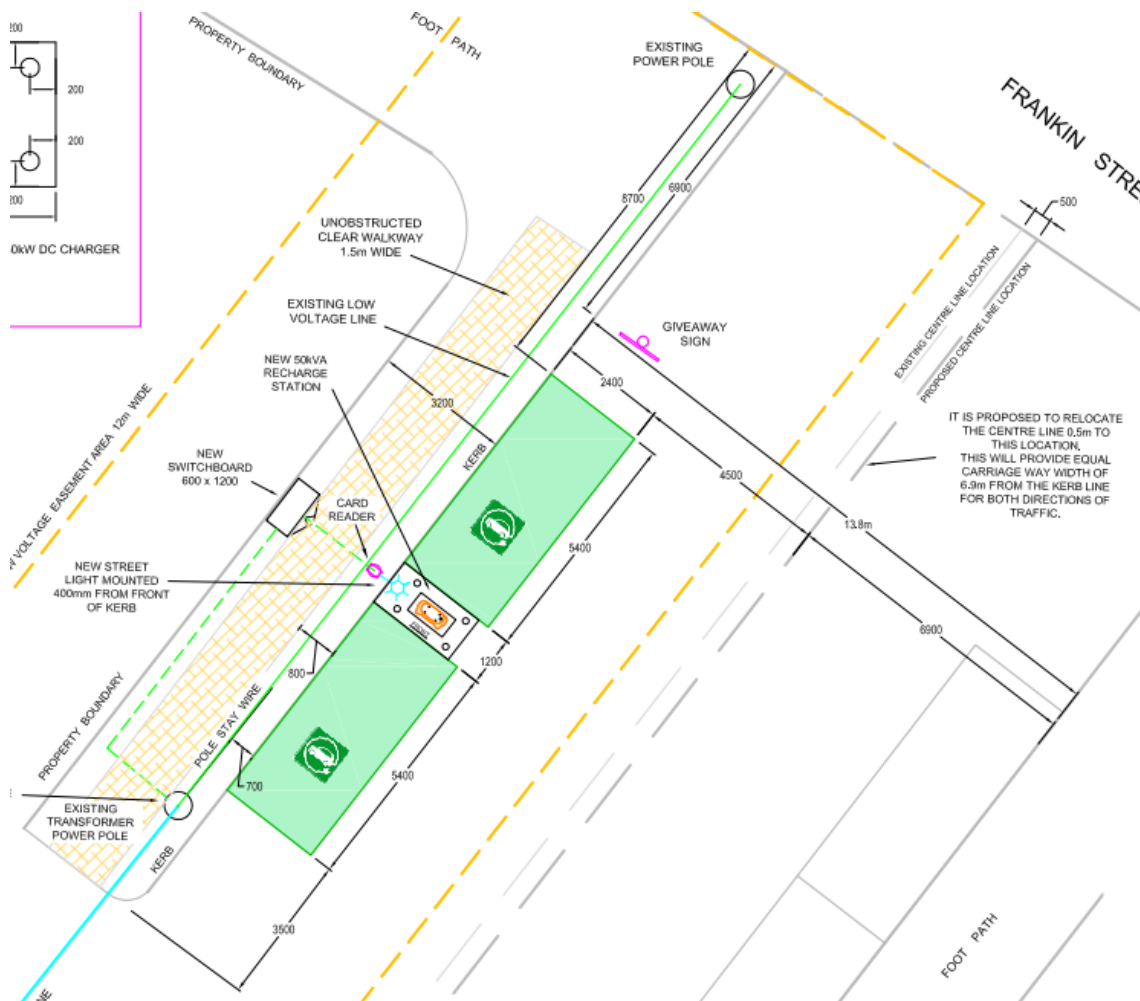 200
200
200
200
0kW DC CHARGER
PROPERTY BOUNDARY
FOOT PATH
EXISTING
POWER POLE
FRANKIN STRE
8700
6900
500
UNOBSTRUCTED
CLEAR WALKWAY
1.5m WIDE
EXISTING LOW
VOLTAGE LINE
NEW 50kVA
RECHARGE
STATION
3200
KERB
GIVEAWAY
SIGN
EXISTING CENTRE LINE LOCATION
PROPOSED CENTRE LINE LOCATION
2400
4500
13.8m
IT IS PROPOSED TO RELOCATE
THE CENTRE LINE 0.5m TO
THIS LOCATION,
THIS WILL PROVIDE EQUAL
CARRIAGE WAY WIDTH OF
6.9m FROM THE KERB LINE
FOR BOTH DIRECTIONS OF
TRAFFIC.
VOLTAGE EASEMENT AREA 12m WIDE
NEW
SWITCHBOARD
600 x 1200
CARD
READER
NEW STREET
LIGHT MOUNTED
400mm FROM FRONT
OF KERB
5400
FRONT
1200
6900
800
PROPERTY BOUNDARY
POLE STAY WIRE
700
5400
EXISTING
TRANSFORMER
POWER POLE
KERB
3500
FOOT PATH